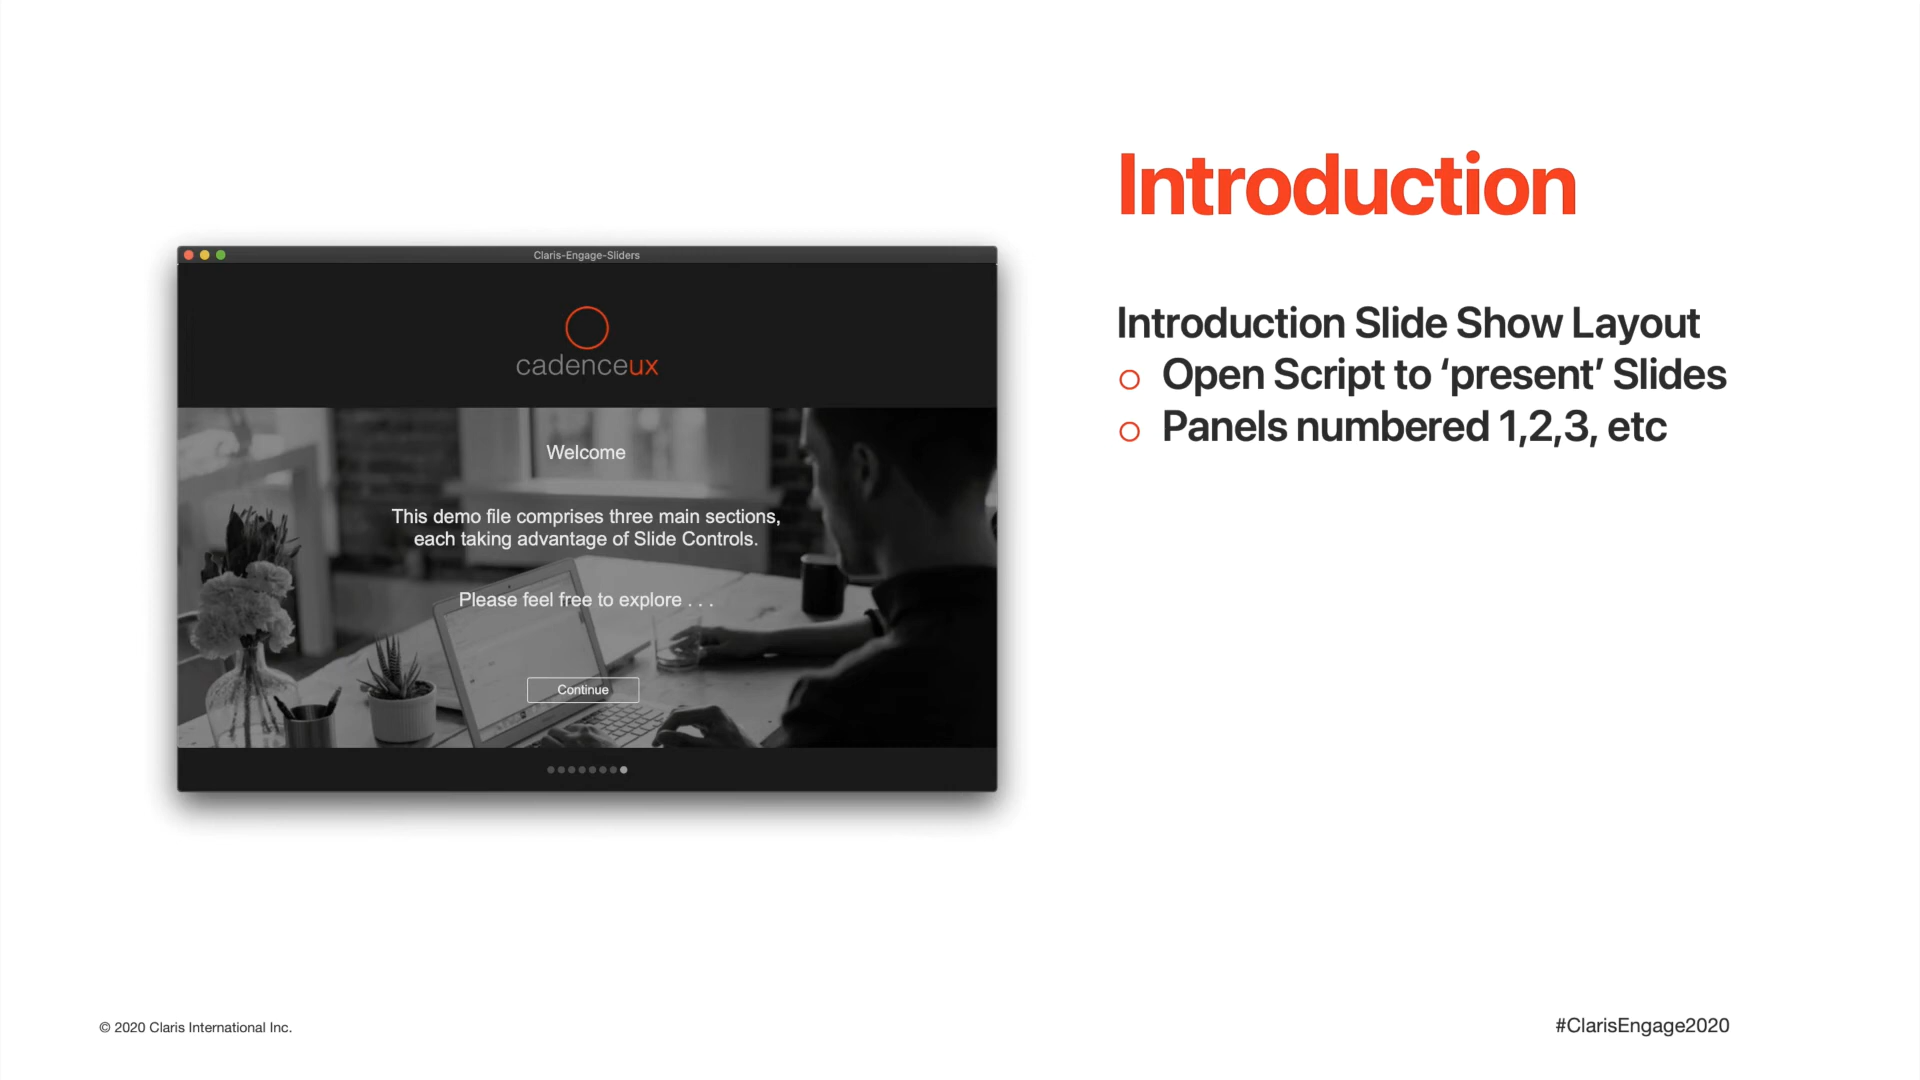 Introduction
Claris-Engage-Sliders
cadenceux
Welcome
This demo file comprises three main sections,
each taking advantage of Slide Controls.
Please feel free to explore . . .
Continue
Introduction Slide Show Layout
Open Script to ‘present’ Slides
Panels numbered 1,2,3, etc
© 2020 Claris International Inc.
#ClarisEngage2020